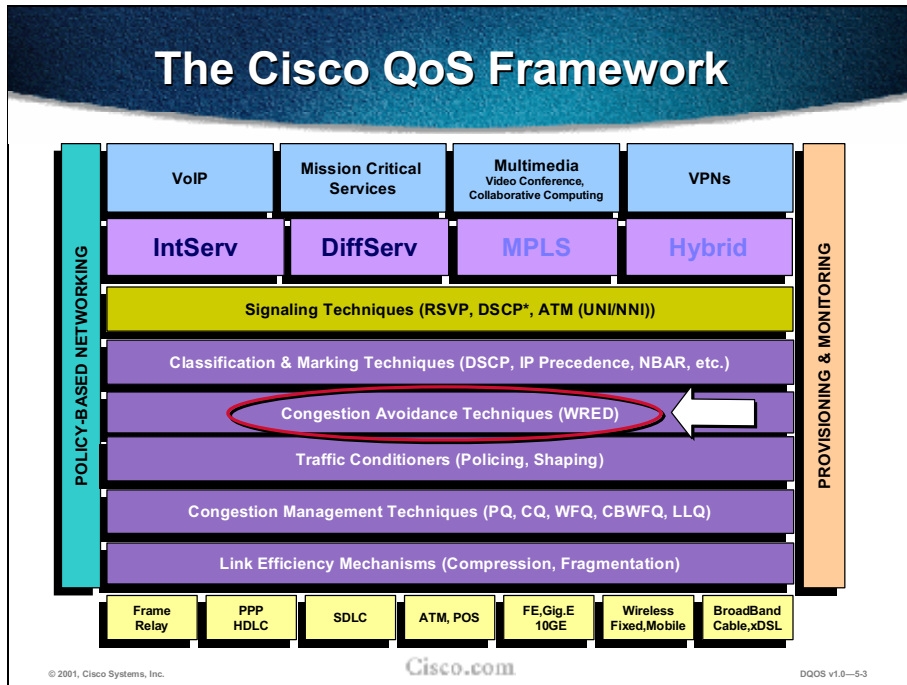 The Cisco QoS Framework
POLICY-BASED NETWORKING
VoIP
Mission Critical
Services
Multimedia
Video Conference,
Collaborative Computing
VPNs
PROVISIONING & MONITORING
IntServ
DiffServ
MPLS
Hybrid
Signaling Techniques (RSVP, DSCP*, ATM (UNI/NNI))
Classification & Marking Techniques (DSCP, IP Precedence, NBAR, etc.)
Congestion Avoidance Techniques (WRED)
Traffic Conditioners (Policing, Shaping)
Congestion Management Techniques (PQ, CQ, WFQ, CBWFQ, LLQ)
Link Efficiency Mechanisms (Compression, Fragmentation)
Frame
Relay
PPP
HDLC
SDLC
ATM, POS
FE,Gig.E
10GE
Wireless
Fixed,Mobile
BroadBand
Cable,xDSL
© 2001, Cisco Systems, Inc.
Cisco.com
DQOS v1.0—5-3